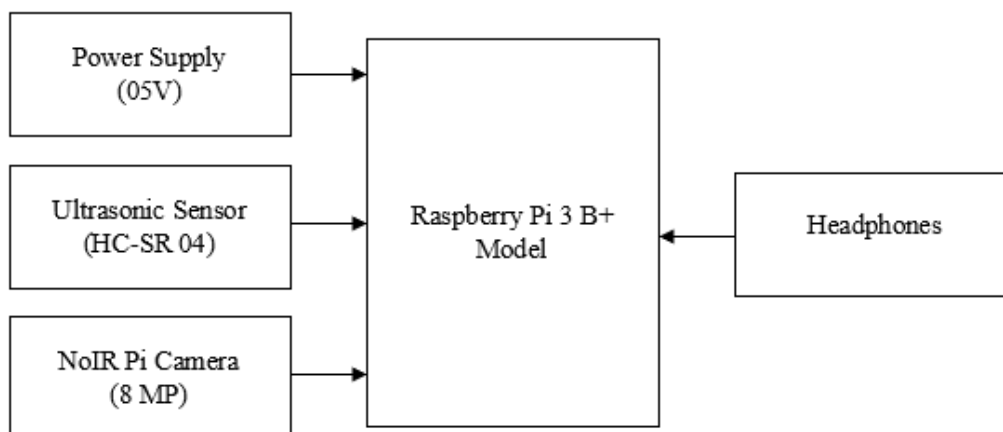 Power Supply
(05V)
Ultrasonic Sensor
(HC-SR 04)
NoIR Pi Camera
(8 MP)
Raspberry Pi 3 B+
Model
Headphones